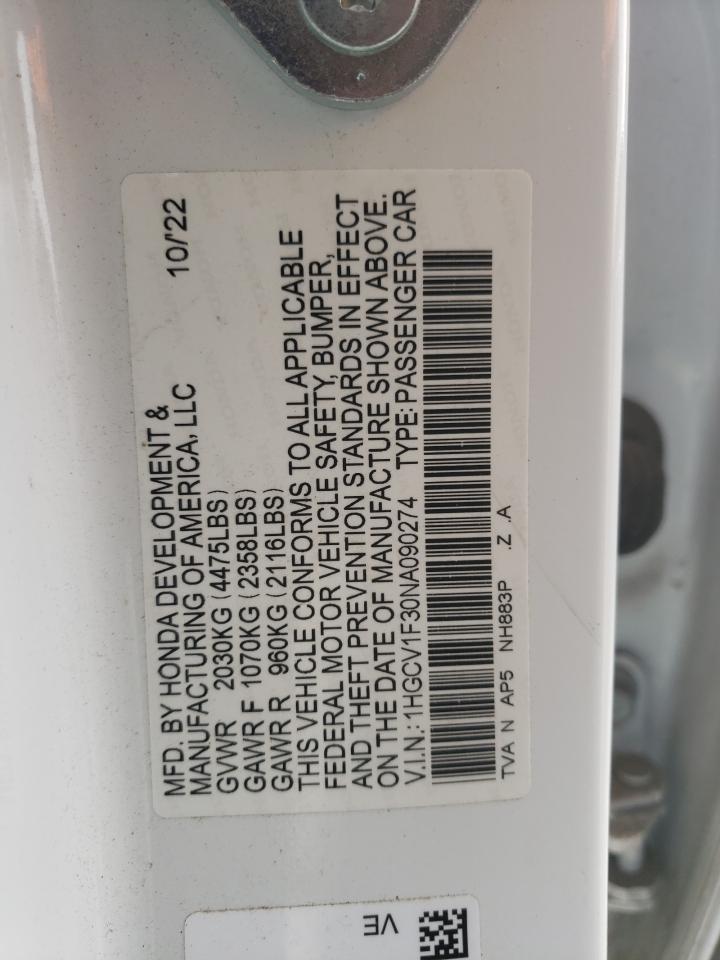 MFD. BY HONDA DEVELOPMENT & 10/'22
MANUFACTURING OF AMERICA, LLC
GVWR 2030KG (4475LBS)
GAWR F 1070KG (2358LBS)
GAWR R 960KG (2116LBS)
THIS VEHICLE CONFORMS TO ALL APPLICABLE
FEDERAL MOTOR VEHICLE SAFETY, BUMPER,
AND THEFT PREVENTION STANDARDS IN EFFECT
ON THE DATE OF MANUFACTURE SHOWN ABOVE.
V.I.N.: 1HGCV1F30NA090274 TYPE: PASSENGER CAR
TVA N AP5 NH883P .Z .A
VE